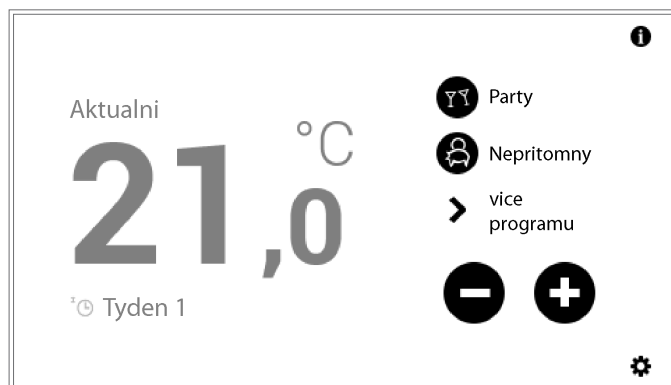 Aktualni
21,0 °C
Tyden 1
Party
Nepritomny
vice
programu